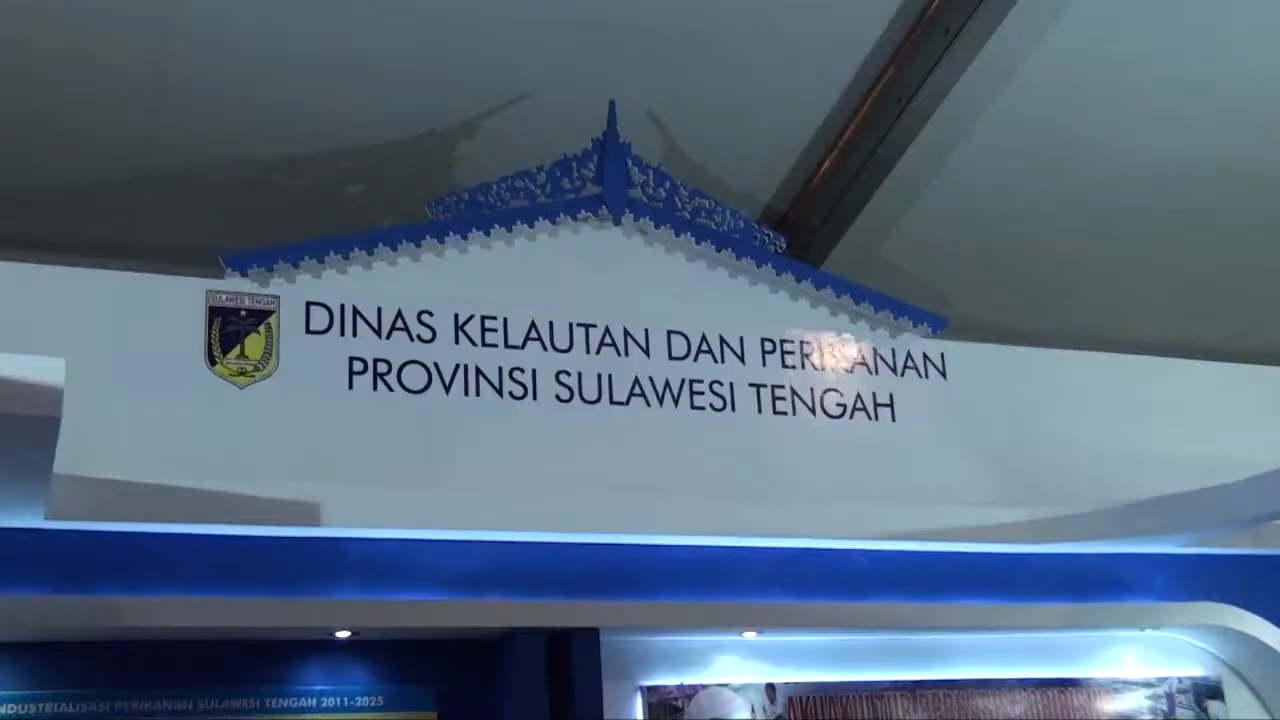 SULAWESI TENGAH
DINAS KELAUTAN DAN PERIKANAN
PROVINSI SULAWESI TENGAH
INDUSTRIALISASI PERIKANAN SULAWESI TENGAH 2011-2025